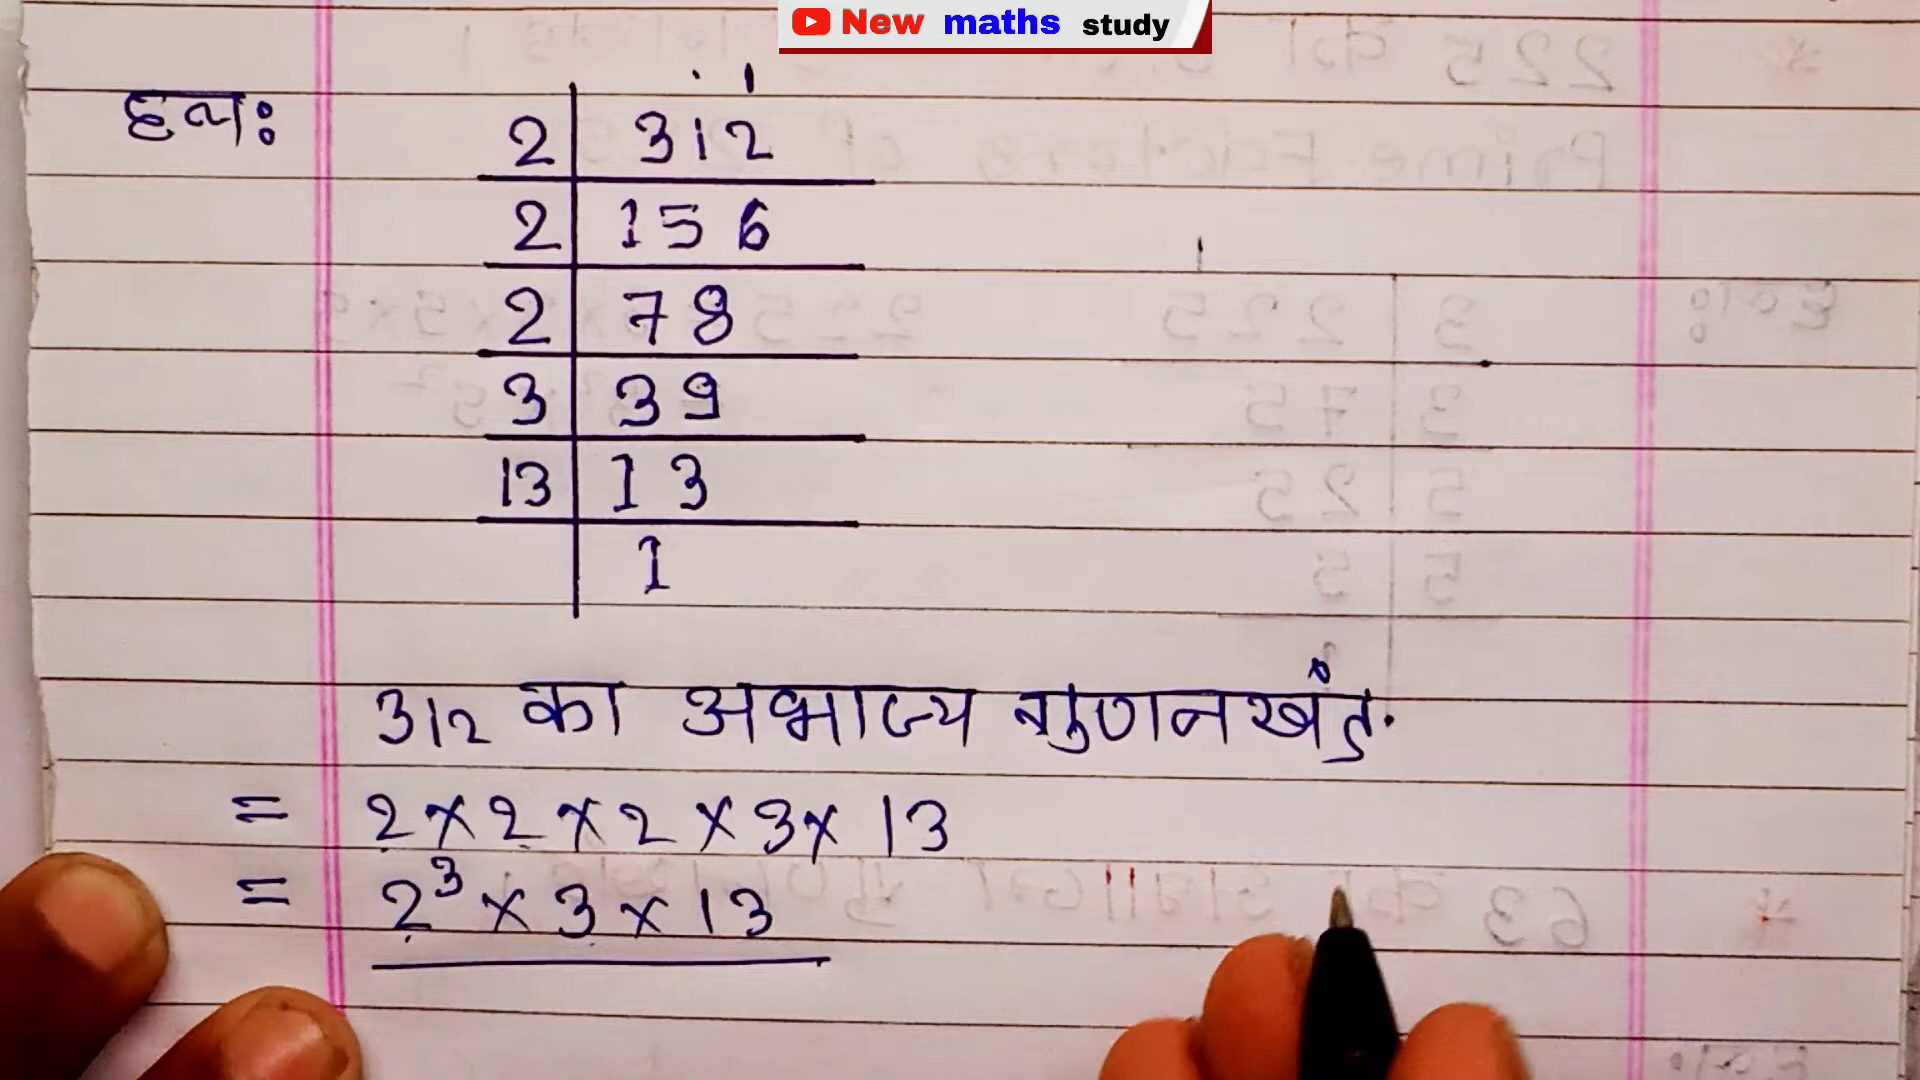 New maths study
हल:
2 | 312
2 | 156
2 | 78
3 | 39
13 | 13
1
312 का अभाज्य गुणनखंड
= 2 × 2 × 2 × 3 × 13
= 2³ × 3 × 13